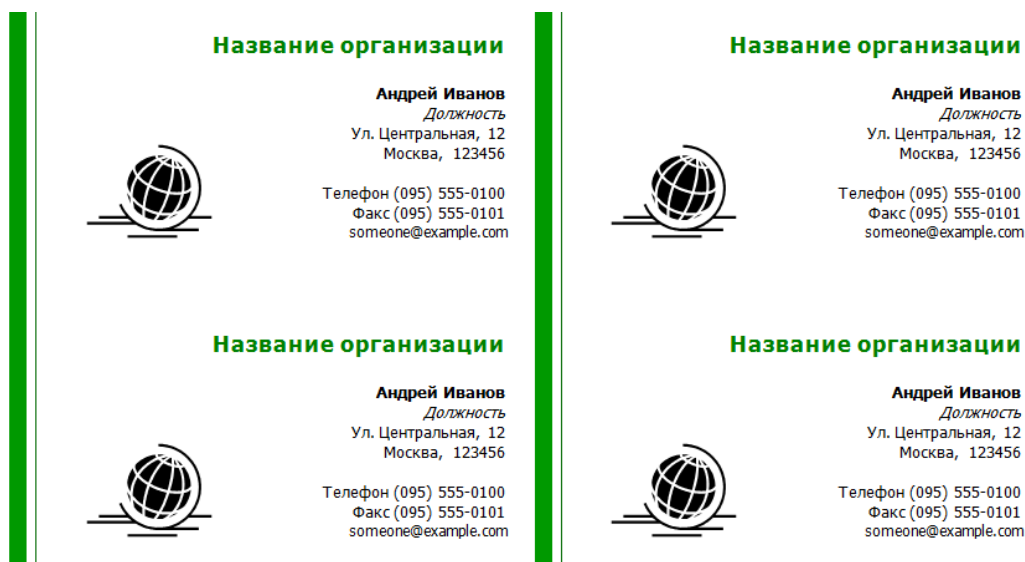 Название организации
Андрей Иванов
Должность
Ул. Центральная, 12
Москва, 123456
Телефон (095) 555-0100
Факс (095) 555-0101
someone@example.com
Название организации
Андрей Иванов
Должность
Ул. Центральная, 12
Москва, 123456
Телефон (095) 555-0100
Факс (095) 555-0101
someone@example.com
Название организации
Андрей Иванов
Должность
Ул. Центральная, 12
Москва, 123456
Телефон (095) 555-0100
Факс (095) 555-0101
someone@example.com
Название организации
Андрей Иванов
Должность
Ул. Центральная, 12
Москва, 123456
Телефон (095) 555-0100
Факс (095) 555-0101
someone@example.com